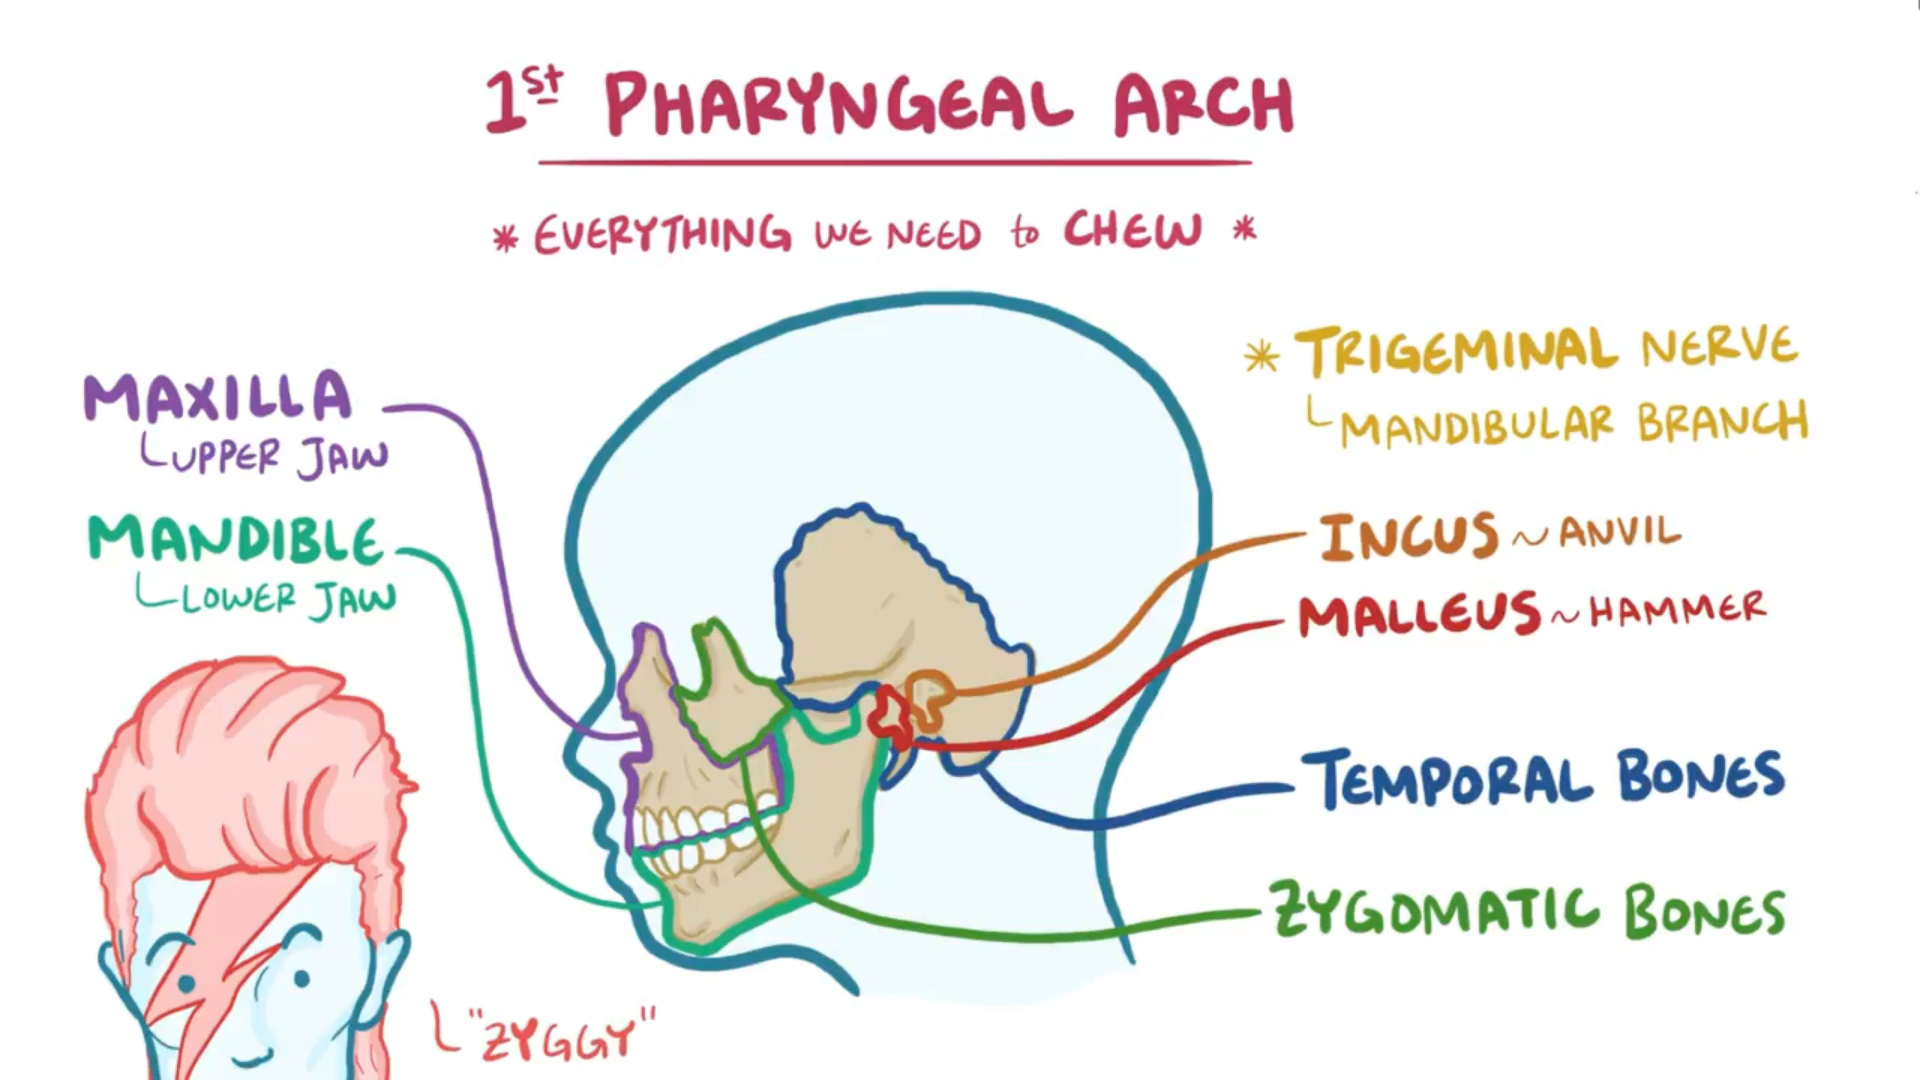 1st PHARYNGEAL ARCH
* EVERYTHING WE NEED to CHEW *
MAXILLA
UPPER JAW
MANDIBLE
LOWER JAW
"ZYGGY"
* TRIGEMINAL NERVE
MANDIBULAR BRANCH
INCUS ~ ANVIL
MALLEUS ~ HAMMER
TEMPORAL BONES
ZYGOMATIC BONES